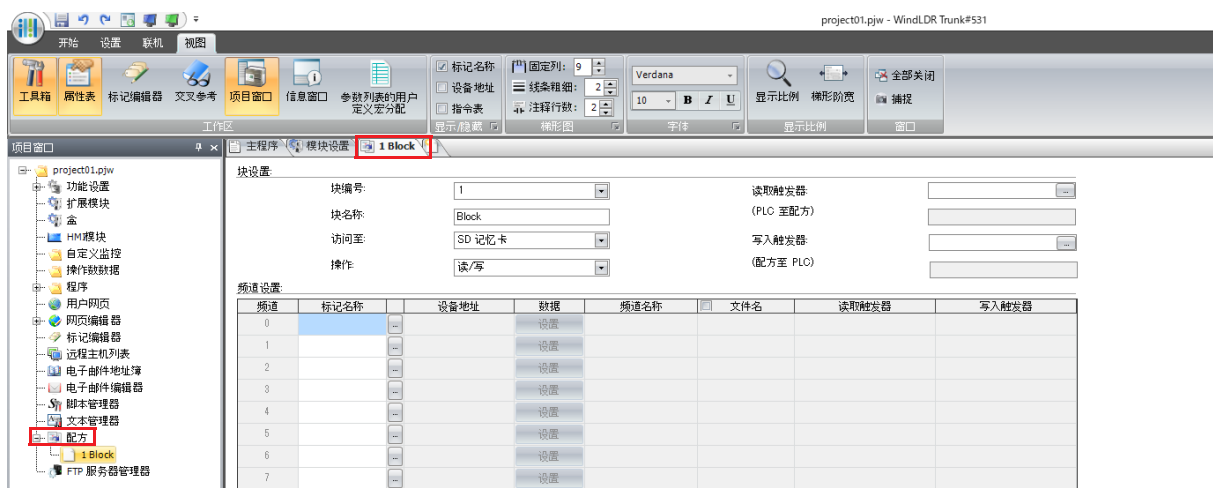 project01.pjw - WindLDR Trunk#531
开始 设置 联机 视图
工具箱 属性表 标记编辑器 交叉参考 项目窗口 信息窗口 参数列表的用户定义宏分配
工作区
标记名称
设备地址
指令表
显示/隐藏
固定列: 9
线条粗细: 2
注释行数: 2
梯形图
Verdana
10 B I U
字体
显示比例 梯形阶宽
显示比例
全部关闭
捕捉
窗口
项目窗口
主程序 模块设置 1 Block
project01.pjw
功能设置
扩展模块
盒
HMI模块
自定义监控
操作数数据
程序
用户网页
网页编辑器
标记编辑器
远程主机列表
电子邮件地址簿
电子邮件编辑器
脚本管理器
文本管理器
配方
1 Block
FTP 服务器管理器
块设置:
块编号: 1 读取触发器:
块名称: Block (PLC 至配方)
访问至: SD 记忆卡 写入触发器:
操作: 读/写 (配方至 PLC)
频道设置:
频道 标记名称 设备地址 数据 频道名称 文件名 读取触发器 写入触发器
0 ... 设置
1 ... 设置
2 ... 设置
3 ... 设置
4 ... 设置
5 ... 设置
6 ... 设置
7 ... 设置